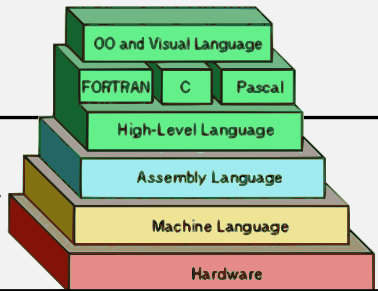 OO and Visual Language
FORTRAN C Pascal
High-Level Language
Assembly Language
Machine Language
Hardware